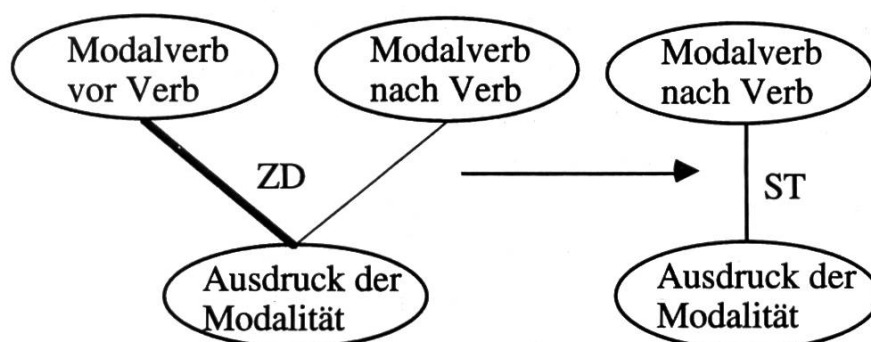 Modalverb
vor Verb
Modalverb
nach Verb
Modalverb
nach Verb
ZD
ST
Ausdruck der
Modalität
Ausdruck der
Modalität